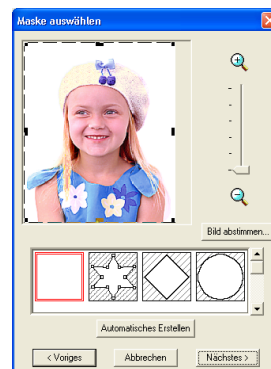 Maske auswählen
Bild abstimmen...
Automatisches Erstellen
< Voriges
Abbrechen
Nächstes >